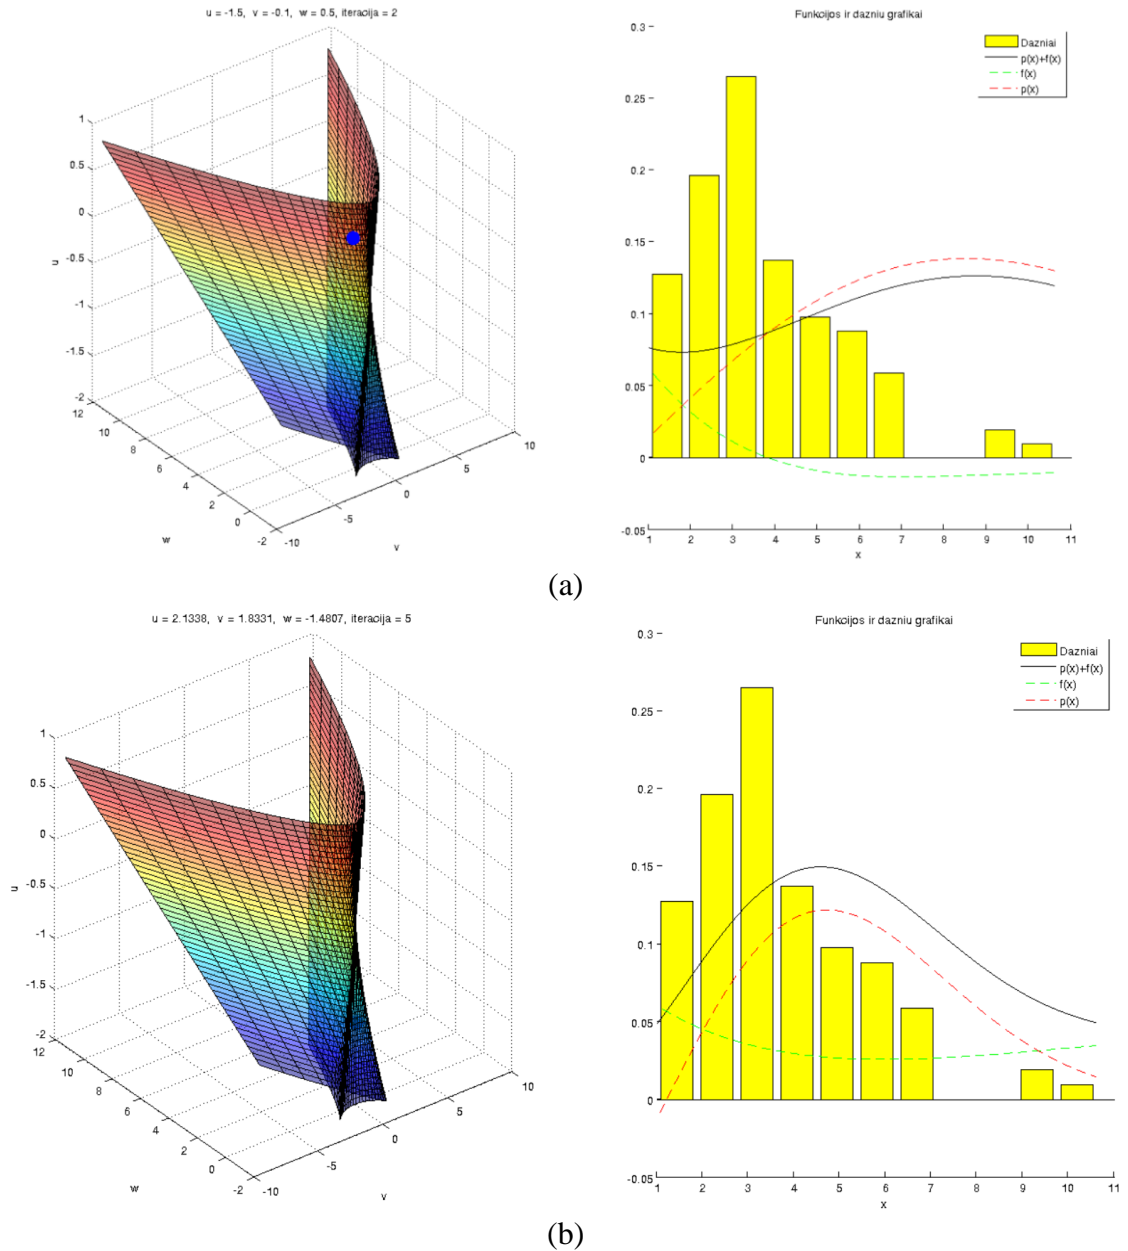 u = -1.5, v = -0.1, w = 0.5, iteracija = 2
1
0.5
0
-0.5
-1
-1.5
-2
u
12
10
8
6
4
2
0
-2
w
-10
-5
0
5
10
v
Funkcijos ir dazniu grafikai
0.3
0.25
0.2
0.15
0.1
0.05
0
-0.05
1 2 3 4 5 6 7 8 9 10 11
x
Dazniai
p(x)+f(x)
f(x)
p(x)
(a)
u = 2.1338, v = 1.8331, w = -1.4807, iteracija = 5
1
0.5
0
-0.5
-1
-1.5
-2
u
12
10
8
6
4
2
0
-2
w
-10
-5
0
5
10
v
Funkcijos ir dazniu grafikai
0.3
0.25
0.2
0.15
0.1
0.05
0
-0.05
1 2 3 4 5 6 7 8 9 10 11
x
Dazniai
p(x)+f(x)
f(x)
p(x)
(b)